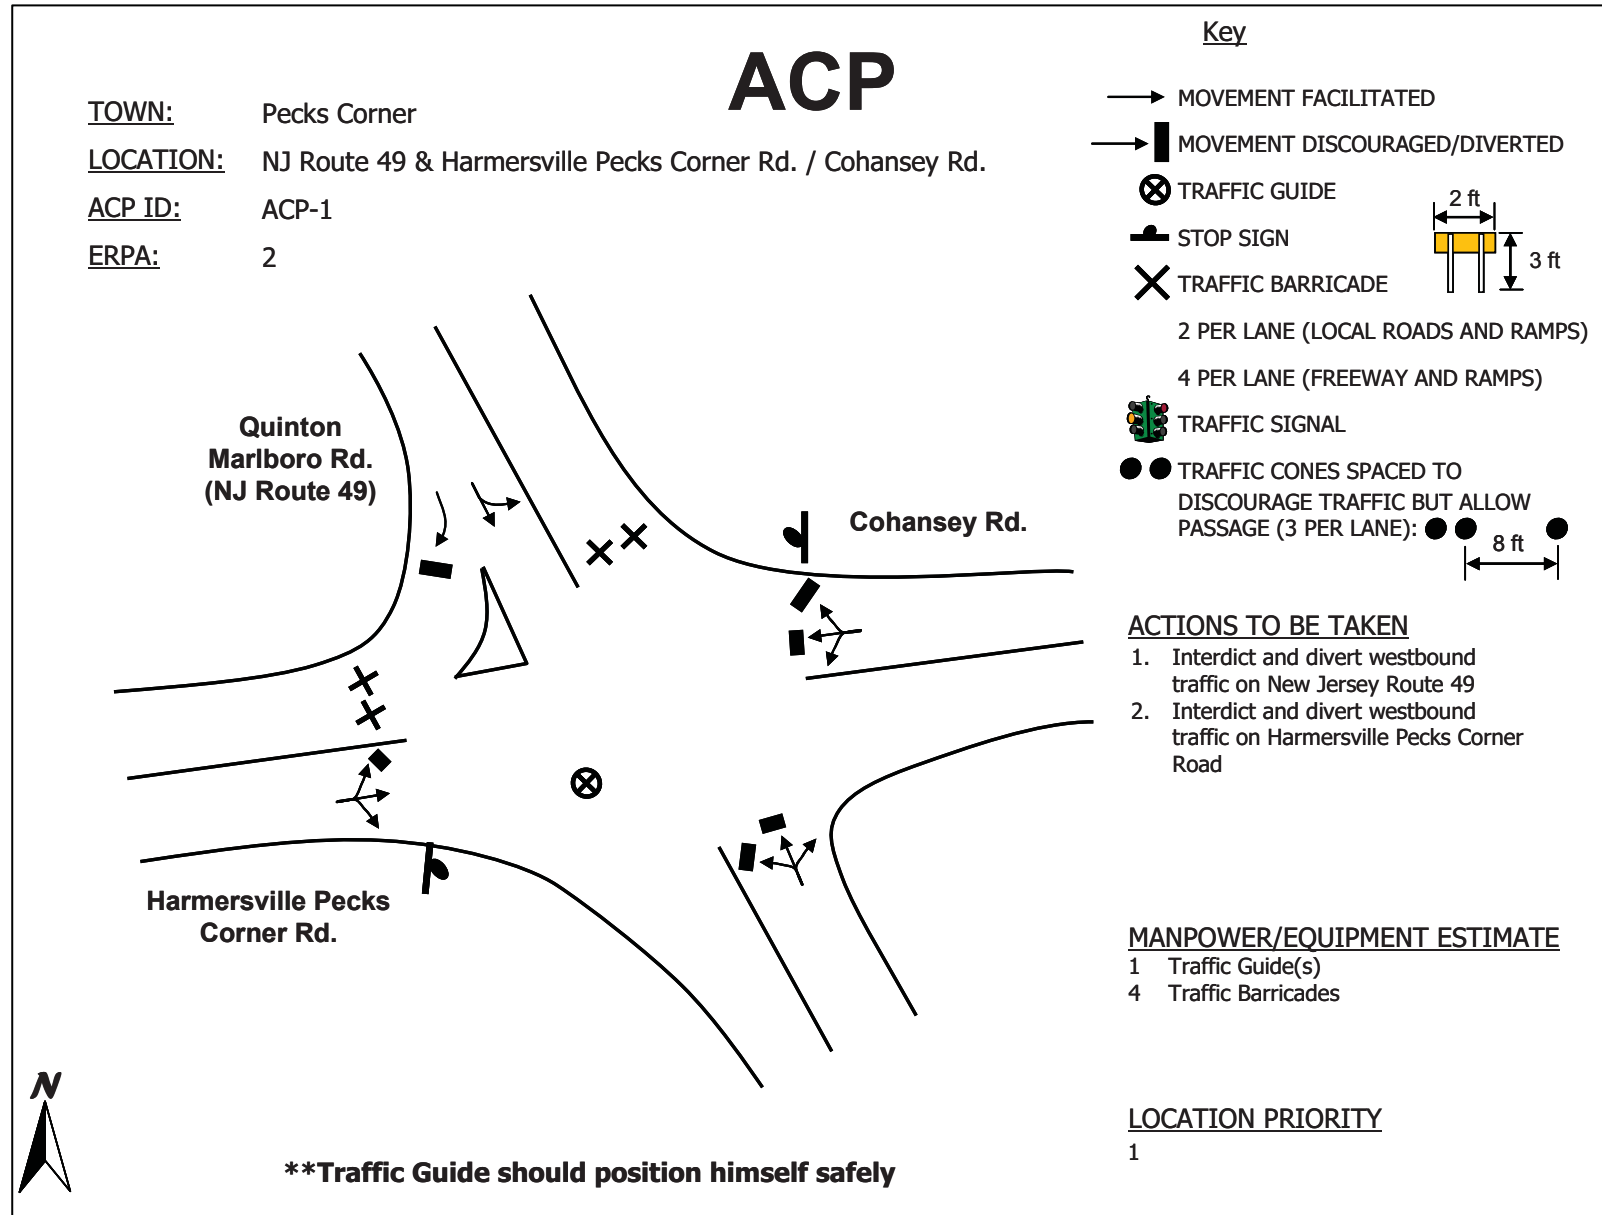 ACP
TOWN: Pecks Corner
LOCATION: NJ Route 49 & Harmersville Pecks Corner Rd. / Cohansey Rd.
ACP ID: ACP-1
ERPA: 2
Key
MOVEMENT FACILITATED
MOVEMENT DISCOURAGED/DIVERTED
TRAFFIC GUIDE
STOP SIGN
TRAFFIC BARRICADE
2 ft
3 ft
2 PER LANE (LOCAL ROADS AND RAMPS)
4 PER LANE (FREEWAY AND RAMPS)
TRAFFIC SIGNAL
TRAFFIC CONES SPACED TO
DISCOURAGE TRAFFIC BUT ALLOW
PASSAGE (3 PER LANE):
8 ft
Quinton
Marlboro Rd.
(NJ Route 49)
Cohansey Rd.
Harmersville Pecks
Corner Rd.
ACTIONS TO BE TAKEN
1. Interdict and divert westbound
traffic on New Jersey Route 49
2. Interdict and divert westbound
traffic on Harmersville Pecks Corner
Road
MANPOWER/EQUIPMENT ESTIMATE
1 Traffic Guide(s)
4 Traffic Barricades
LOCATION PRIORITY
1
N
**Traffic Guide should position himself safely